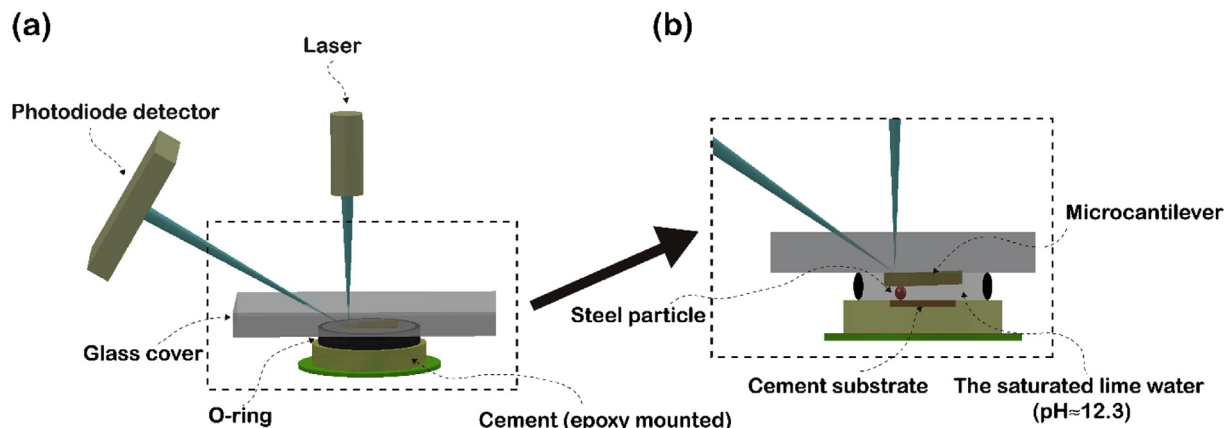 (a)
Laser
Photodiode detector
Glass cover
O-ring
Cement (epoxy mounted)
(b)
Microcantilever
Steel particle
Cement substrate
The saturated lime water
(pH≈12.3)